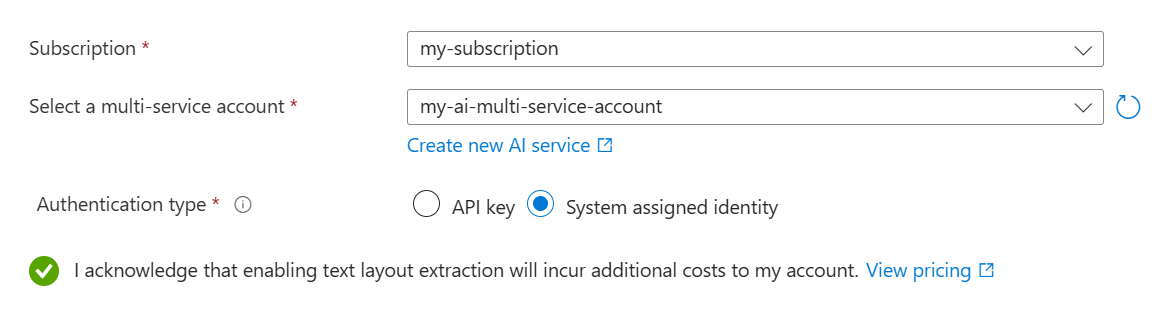 Subscription *
my-subscription
Select a multi-service account *
my-ai-multi-service-account
Create new AI service
Authentication type *
API key
System assigned identity
I acknowledge that enabling text layout extraction will incur additional costs to my account. View pricing